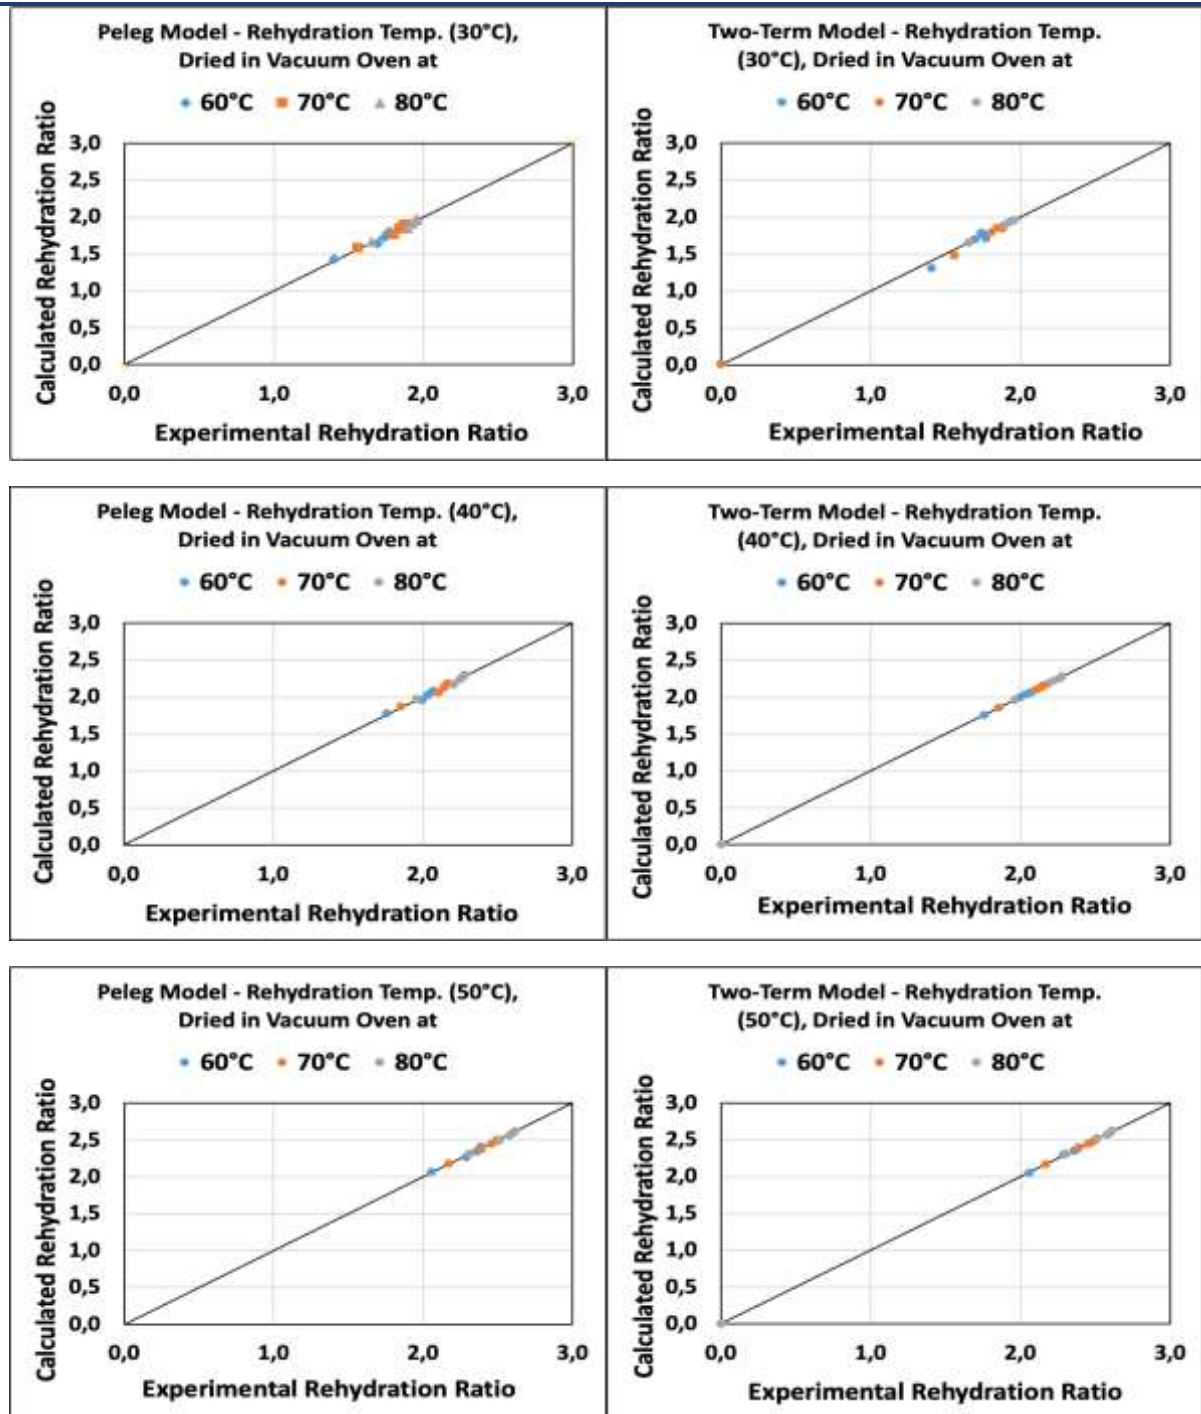 Peleg Model - Rehydration Temp. (30°C),
Dried in Vacuum Oven at
60°C 70°C 80°C
Calculated Rehydration Ratio
3,0
2,5
2,0
1,5
1,0
0,5
0,0
0,0 1,0 2,0 3,0
Experimental Rehydration Ratio
Two-Term Model - Rehydration Temp.
(30°C), Dried in Vacuum Oven at
60°C 70°C 80°C
Calculated Rehydration Ratio
3,0
2,5
2,0
1,5
1,0
0,5
0,0
0,0 1,0 2,0 3,0
Experimental Rehydration Ratio
Peleg Model - Rehydration Temp. (40°C),
Dried in Vacuum Oven at
60°C 70°C 80°C
Calculated Rehydration Ratio
3,0
2,5
2,0
1,5
1,0
0,5
0,0
0,0 1,0 2,0 3,0
Experimental Rehydration Ratio
Two-Term Model - Rehydration Temp.
(40°C), Dried in Vacuum Oven at
60°C 70°C 80°C
Calculated Rehydration Ratio
3,0
2,5
2,0
1,5
1,0
0,5
0,0
0,0 1,0 2,0 3,0
Experimental Rehydration Ratio
Peleg Model - Rehydration Temp. (50°C),
Dried in Vacuum Oven at
60°C 70°C 80°C
Calculated Rehydration Ratio
3,0
2,5
2,0
1,5
1,0
0,5
0,0
0,0 1,0 2,0 3,0
Experimental Rehydration Ratio
Two-Term Model - Rehydration Temp.
(50°C), Dried in Vacuum Oven at
60°C 70°C 80°C
Calculated Rehydration Ratio
3,0
2,5
2,0
1,5
1,0
0,5
0,0
0,0 1,0 2,0 3,0
Experimental Rehydration Ratio